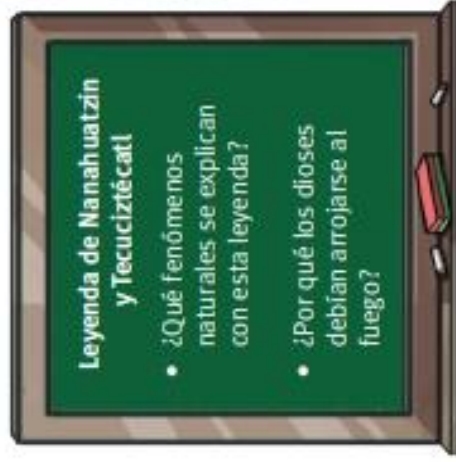 Leyenda de Nanahuatzin
y Tecuciztécatl
• ¿Qué fenómenos
naturales se explican
con esta leyenda?
• ¿Por qué los dioses
debían arrojarse al
fuego?